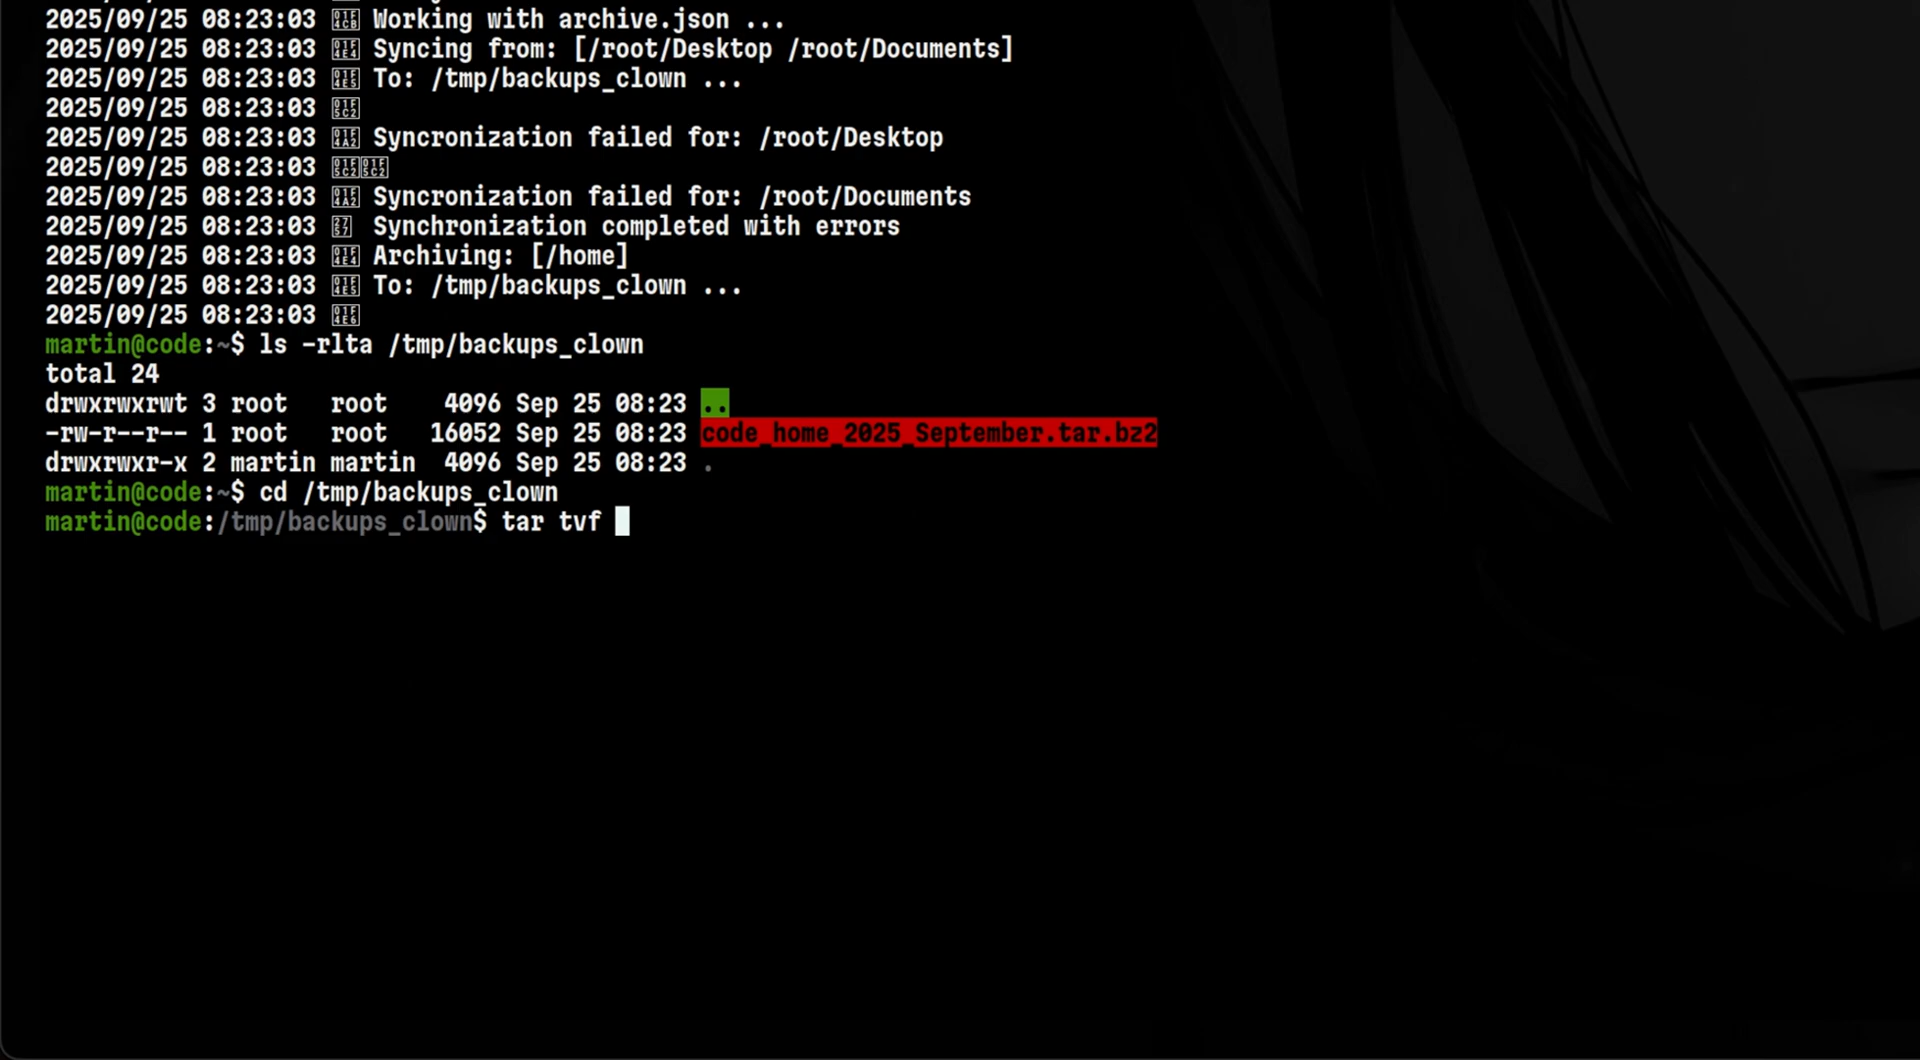 2025/09/25 08:23:03 Working with archive.json ...
2025/09/25 08:23:03 Syncing from: [/root/Desktop /root/Documents]
2025/09/25 08:23:03 To: /tmp/backups_clown ...
2025/09/25 08:23:03
2025/09/25 08:23:03 Syncronization failed for: /root/Desktop
2025/09/25 08:23:03
2025/09/25 08:23:03 Syncronization failed for: /root/Documents
2025/09/25 08:23:03 Synchronization completed with errors
2025/09/25 08:23:03 Archiving: [/home]
2025/09/25 08:23:03 To: /tmp/backups_clown ...
2025/09/25 08:23:03
martin@code:~$ ls -rlta /tmp/backups_clown
total 24
drwxrwxrwt 3 root   root    4096 Sep 25 08:23 ..
-rw-r--r-- 1 root   root   16052 Sep 25 08:23 code_home_2025_September.tar.bz2
drwxrwxr-x 2 martin martin  4096 Sep 25 08:23 .
martin@code:~$ cd /tmp/backups_clown
martin@code:/tmp/backups_clown$ tar tvf